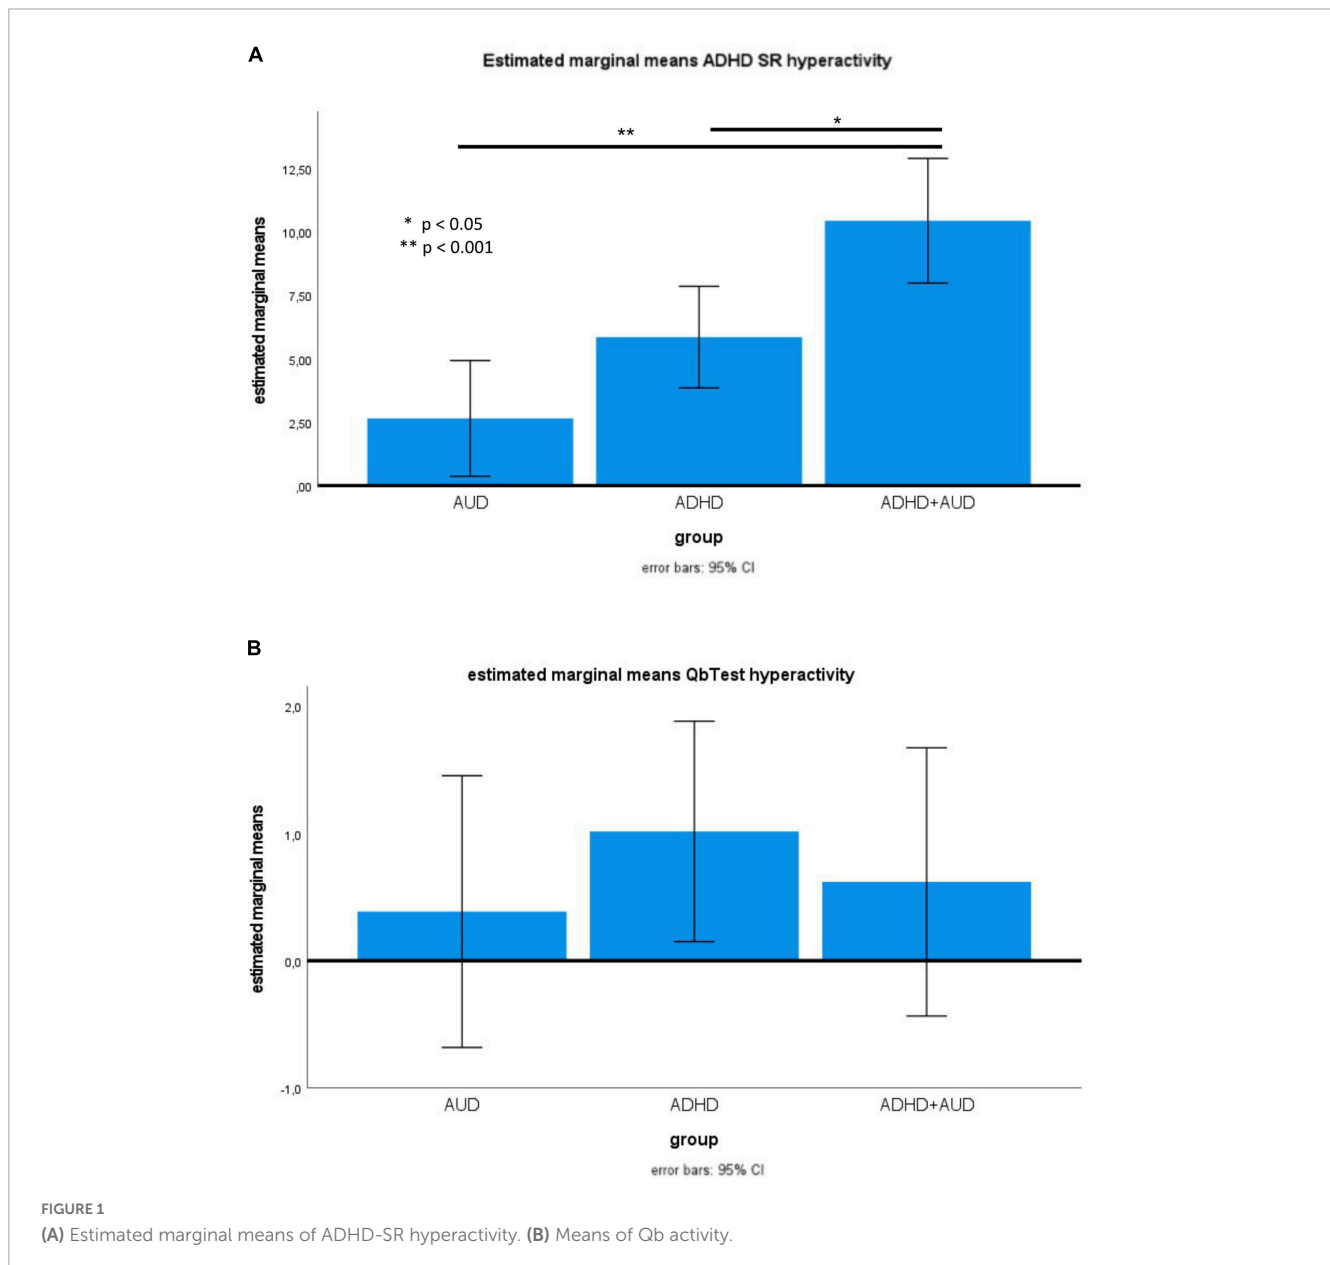 A
Estimated marginal means ADHD SR hyperactivity
*
**
12,50
10,00
7,50
5,00
2,50
,00
estimated marginal means
* p < 0.05
** p < 0.001
AUD ADHD ADHD+AUD
group
error bars: 95% CI
B
estimated marginal means QbTest hyperactivity
2,0
1,0
0,0
-1,0
estimated marginal means
AUD ADHD ADHD+AUD
group
error bars: 95% CI
FIGURE 1
(A) Estimated marginal means of ADHD-SR hyperactivity. (B) Means of Qb activity.